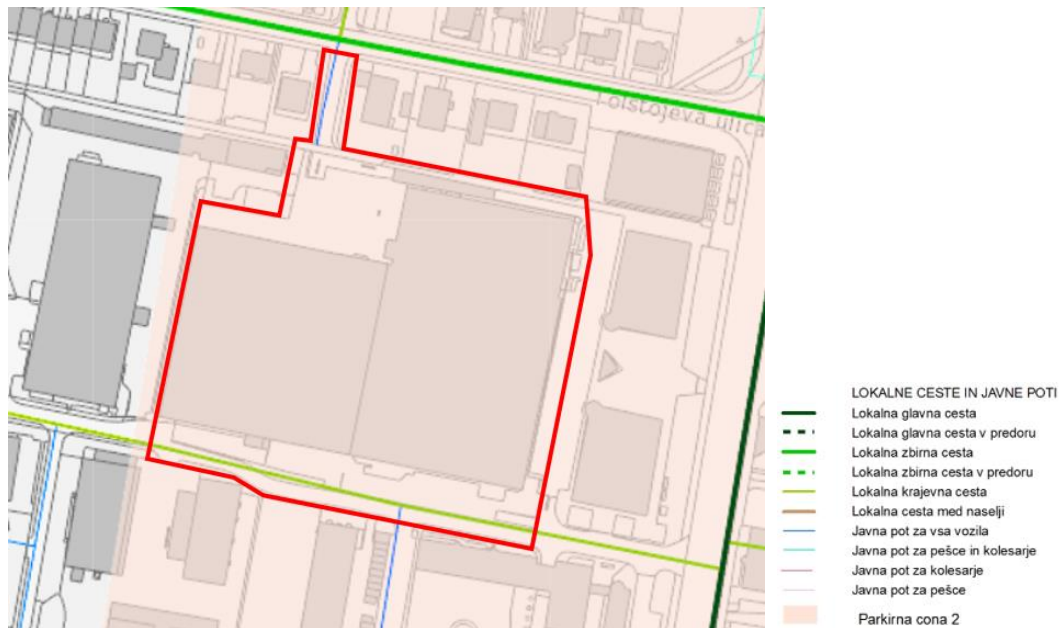 Tolstojeva ulica
LOKALNE CESTE IN JAVNE POTI
Lokalna glavna cesta
Lokalna glavna cesta v predoru
Lokalna zbirna cesta
Lokalna zbirna cesta v predoru
Lokalna krajevna cesta
Lokalna cesta med naselji
Javna pot za vsa vozila
Javna pot za pešce in kolesarje
Javna pot za kolesarje
Javna pot za pešce
Parkirna cona 2